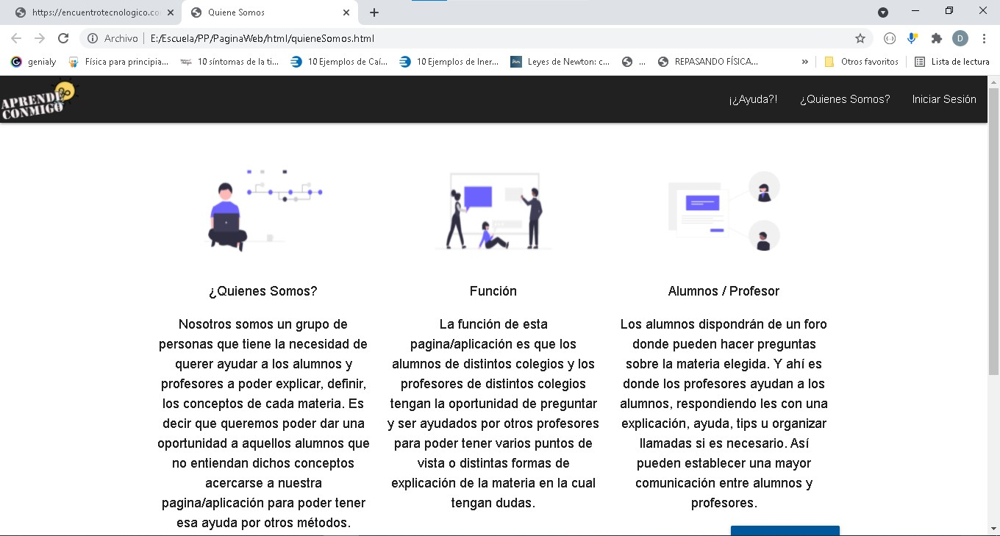 https://encuentrotecnologico.co
Quiene Somos
Archivo
E:/Escuela/PP/PaginaWeb/html/quieneSomos.html
D
genialy
Física para principia...
10 síntomas de la ti...
10 Ejemplos de Caí...
10 Ejemplos de Iner...
Leyes de Newton: c...
...
REPASANDO FÍSICA...
»
Otros favoritos
Lista de lectura
APRENDE
CONMIGO
¡¿Ayuda?!
¿Quienes Somos?
Iniciar Sesión
¿Quienes Somos?
Nosotros somos un grupo de
personas que tiene la necesidad de
querer ayudar a los alumnos y
profesores a poder explicar, definir,
los conceptos de cada materia. Es
decir que queremos poder dar una
oportunidad a aquellos alumnos que
no entiendan dichos conceptos
acercarse a nuestra
pagina/aplicación para poder tener
esa ayuda por otros métodos.
Función
La función de esta
pagina/aplicación es que los
alumnos de distintos colegios y los
profesores de distintos colegios
tengan la oportunidad de preguntar
y ser ayudados por otros profesores
para poder tener varios puntos de
vista o distintas formas de
explicación de la materia en la cual
tengan dudas.
Alumnos / Profesor
Los alumnos dispondrán de un foro
donde pueden hacer preguntas
sobre la materia elegida. Y ahí es
donde los profesores ayudan a los
alumnos, respondiendo les con una
explicación, ayuda, tips u organizar
llamadas si es necesario. Así
pueden establecer una mayor
comunicación entre alumnos y
profesores.